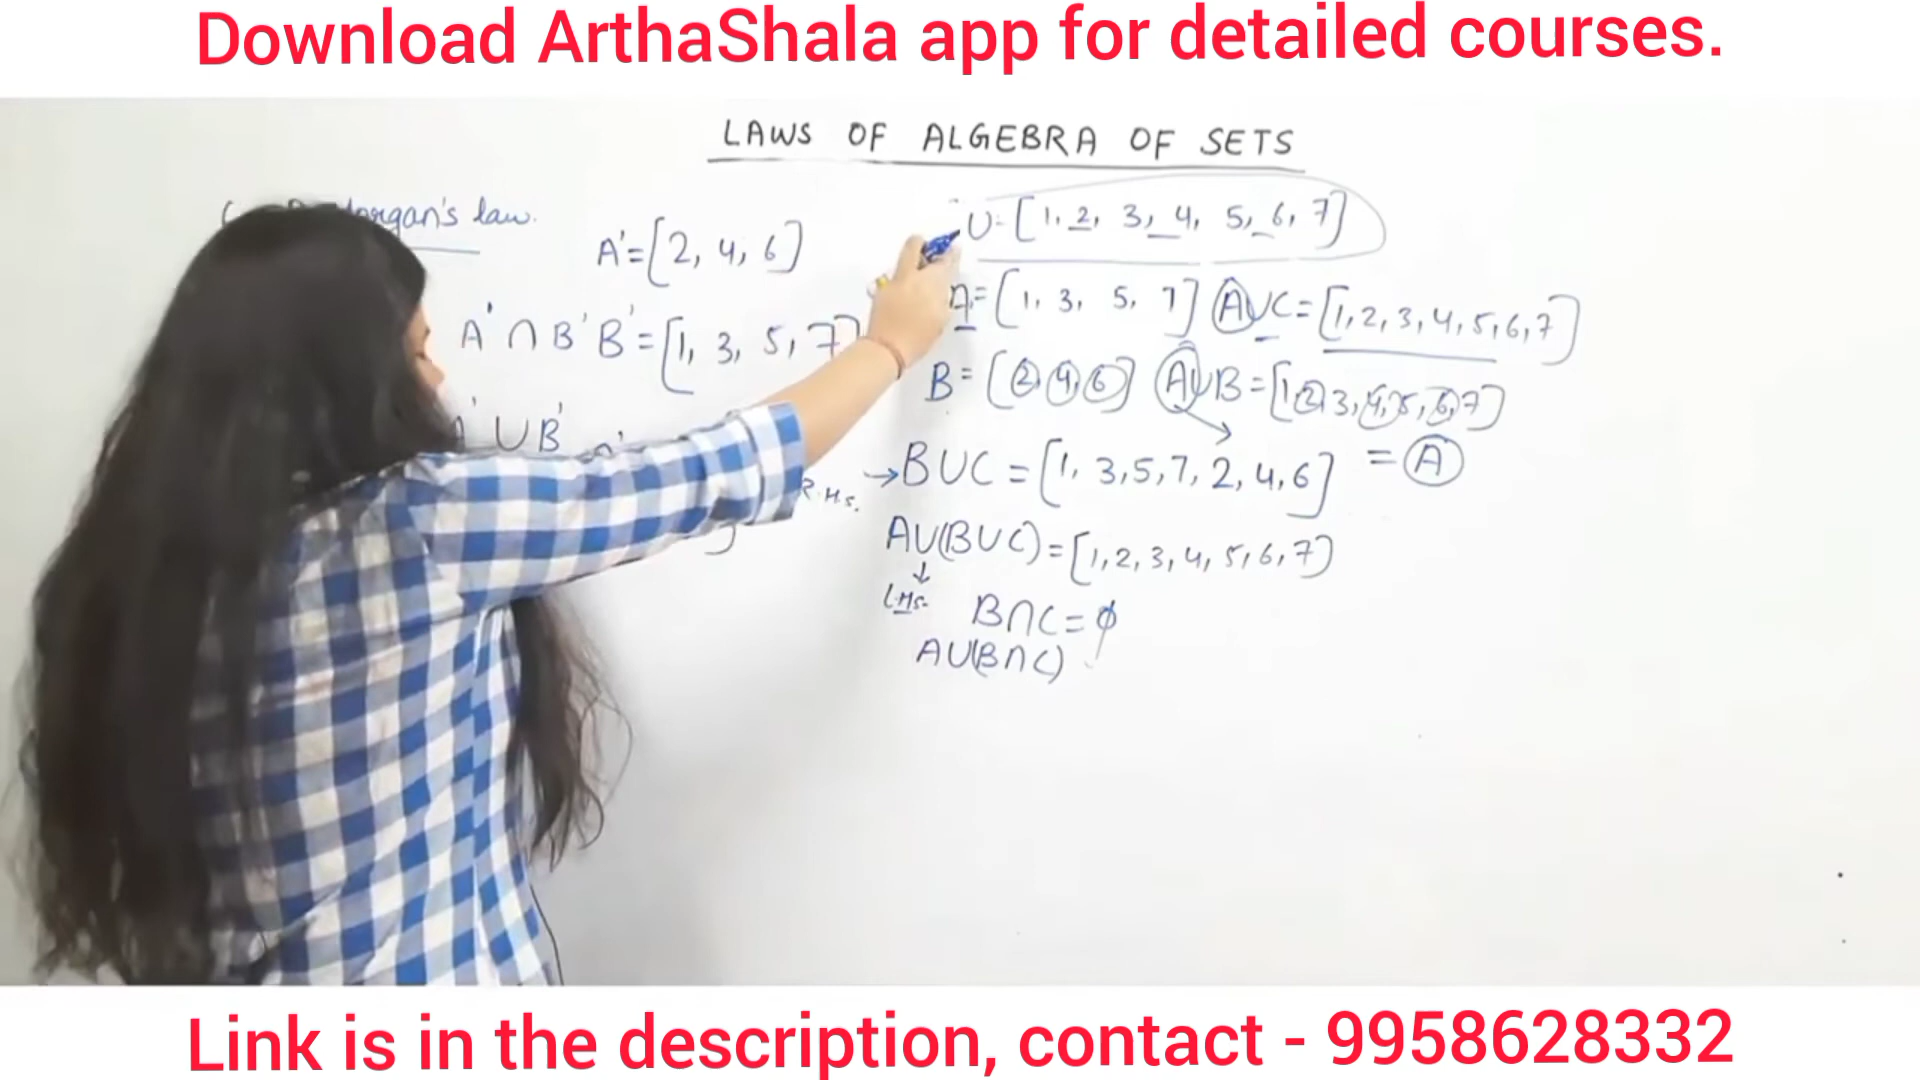 Download ArthaShala app for detailed courses.
LAWS OF ALGEBRA OF SETS
Morgan's law.
A' = [2, 4, 6]
A' ∩ B' B' = [1, 3, 5, 7]
A' ∪ B'
R.H.S.
U = [1, 2, 3, 4, 5, 6, 7]
A = [1, 3, 5, 7] A∪C = [1, 2, 3, 4, 5, 6, 7]
B = [2, 4, 6] A∪B = [1, 2, 3, 4, 5, 6, 7]
→ B∪C = [1, 3, 5, 7, 2, 4, 6] = A
A∪(B∪C) = [1, 2, 3, 4, 5, 6, 7]
↓
L.H.S.
B∩C = ϕ
A∪(B∩C)
Link is in the description, contact - 9958628332